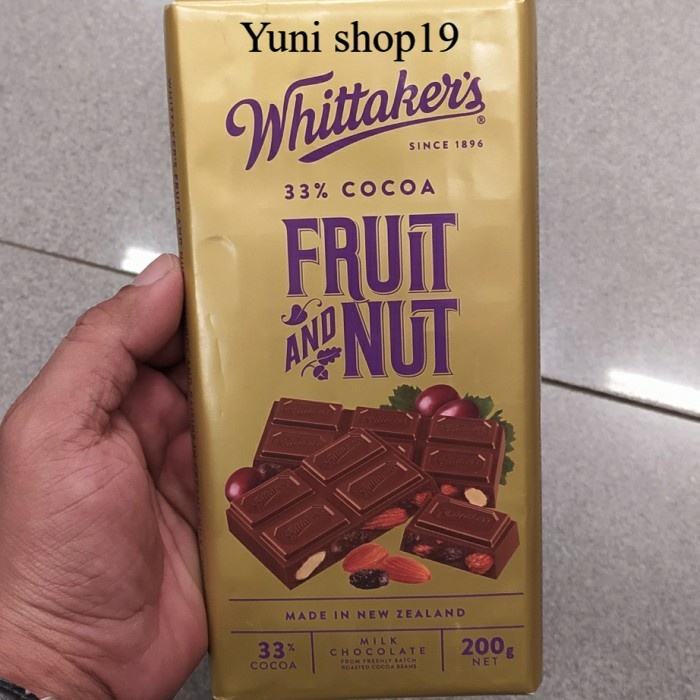 Yuni shop19
Whittaker's®
SINCE 1896
33% COCOA
FRUIT
AND NUT
MADE IN NEW ZEALAND
33%
COCOA
MILK
CHOCOLATE
FROM FRESHLY BATCH
ROASTED COCOA BEANS
200g
NET